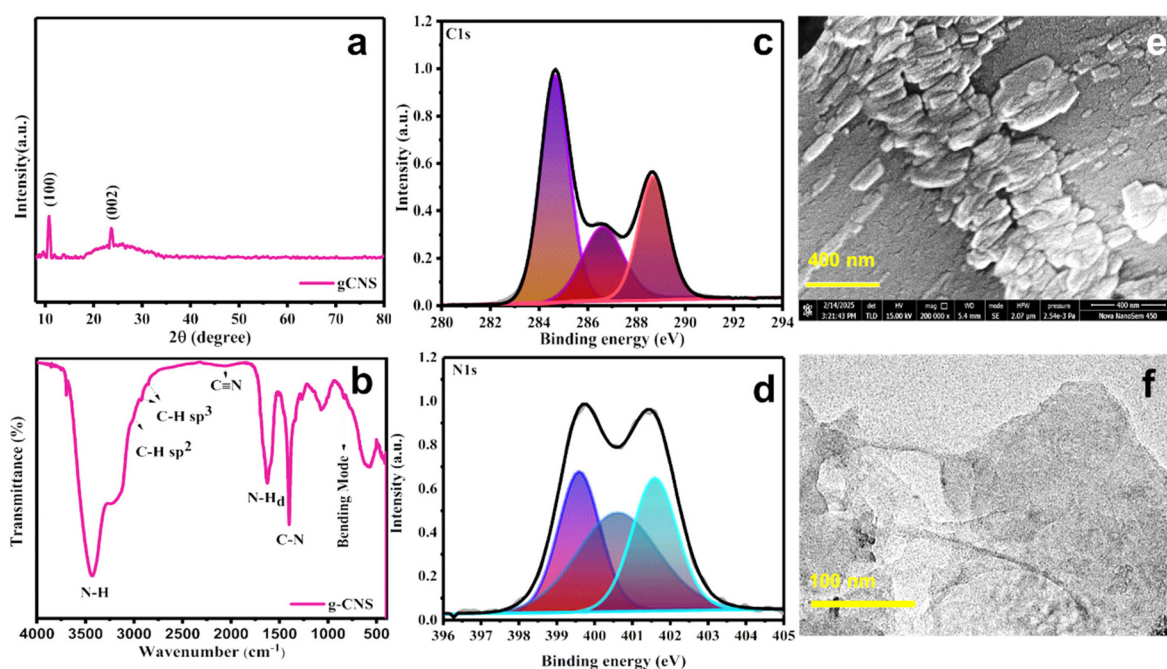 a
Intensity(a.u.)
(100)
(002)
gCNS
10 20 30 40 50 60 70 80
2θ (degree)
b
Transmittance (%)
C≡N
C-H sp³
C-H sp²
N-H
N-Hd
C-N
Bending Mode
g-CNS
4000 3500 3000 2500 2000 1500 1000 500
Wavenumber (cm⁻¹)
C1s
c
Intensity (a.u.)
1.2
1.0
0.8
0.6
0.4
0.2
0.0
280 282 284 286 288 290 292 294
Binding energy (eV)
N1s
d
Intensity (a.u.)
1.2
1.0
0.8
0.6
0.4
0.2
0.0
396 397 398 399 400 401 402 403 404 405
Binding energy (eV)
e
400 nm
2/14/2025 det HV mag WD mode HFW pressure 400 nm
3:21:43 PM TLD 15.00 kV 200 000 x 5.4 mm SE 2.07 µm 2.54e-3 Pa Nova NanoSem 450
f
100 nm